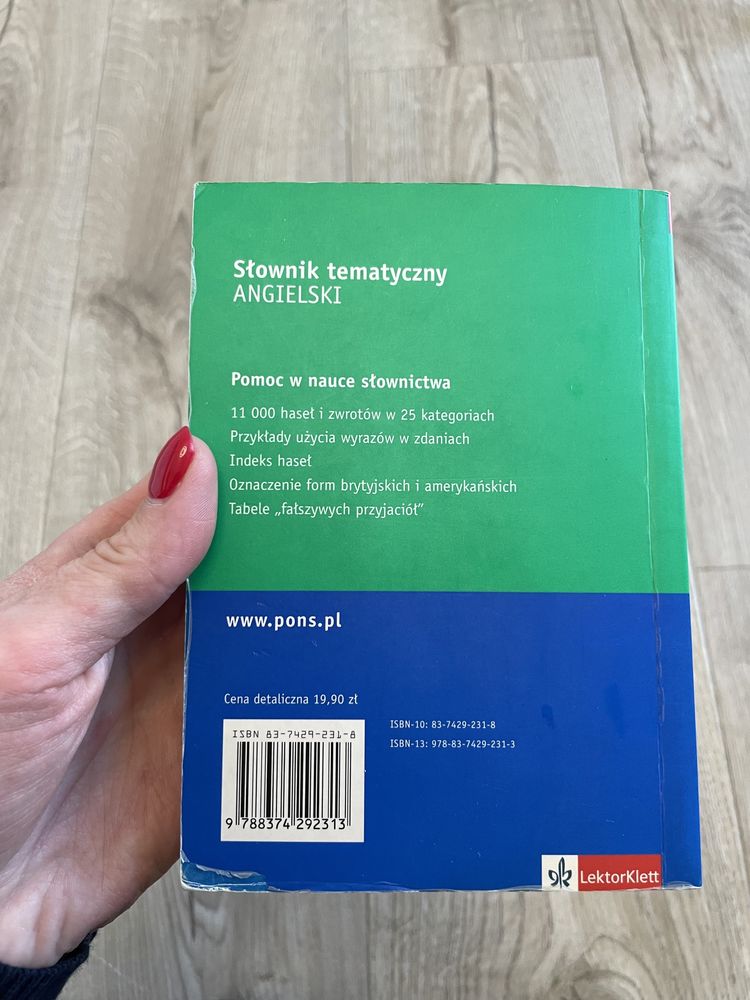 Słownik tematyczny
ANGIELSKI
Pomoc w nauce słownictwa
11 000 haseł i zwrotów w 25 kategoriach
Przykłady użycia wyrazów w zdaniach
Indeks haseł
Oznaczenie form brytyjskich i amerykańskich
Tabele „fałszywych przyjaciół”
www.pons.pl
Cena detaliczna 19,90 zł
ISBN 83-7429-231-8
9 788374 292313
ISBN-10: 83-7429-231-8
ISBN-13: 978-83-7429-231-3
LektorKlett